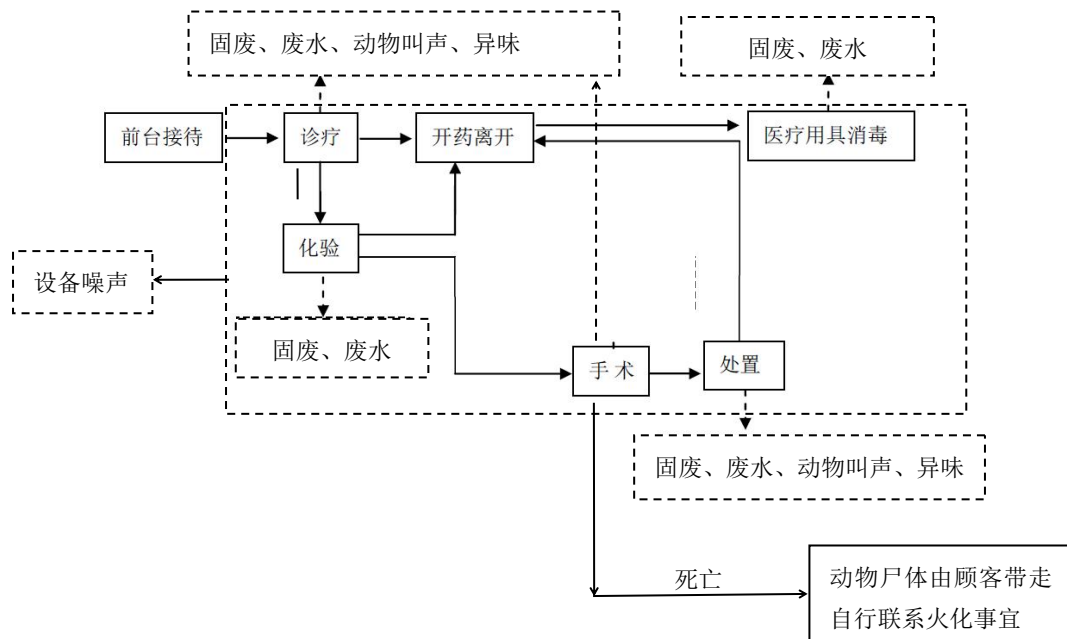 固废、废水、动物叫声、异味
固废、废水
前台接待
诊疗
开药离开
医疗用具消毒
化验
设备噪声
固废、废水
手 术
处置
固废、废水、动物叫声、异味
死亡
动物尸体由顾客带走
自行联系火化事宜